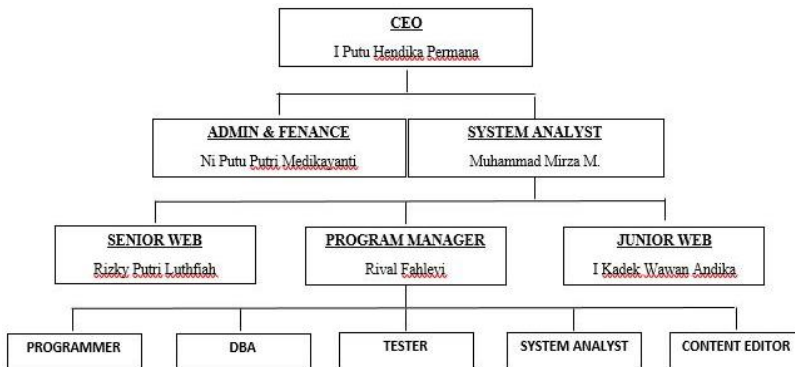 CEO
I Putu Hendika Permana
ADMIN & FENANCE
Ni Putu Putri Medikayanti
SYSTEM ANALYST
Muhammad Mirza M.
SENIOR WEB
Rizky Putri Luthfiah
PROGRAM MANAGER
Rival Fahlevi
JUNIOR WEB
I Kadek Wawan Andika
PROGRAMMER
DBA
TESTER
SYSTEM ANALYST
CONTENT EDITOR